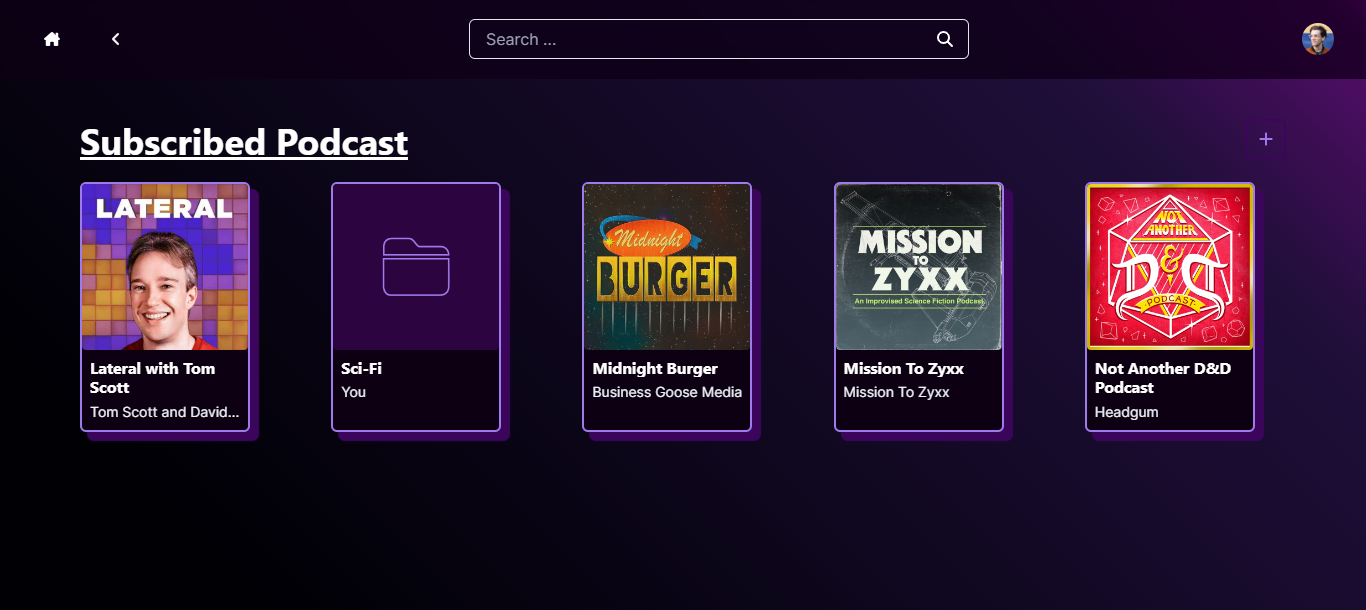 Search ...
Subscribed Podcast
LATERAL
Lateral with Tom
Scott
Tom Scott and David...
Sci-Fi
You
Midnight
BURGER
Midnight Burger
Business Goose Media
MISSION
TO
ZYXX
An Improvised Science Fiction Podcast
Mission To Zyxx
Mission To Zyxx
NOT
ANOTHER
D&D
PODCAST
Not Another D&D
Podcast
Headgum